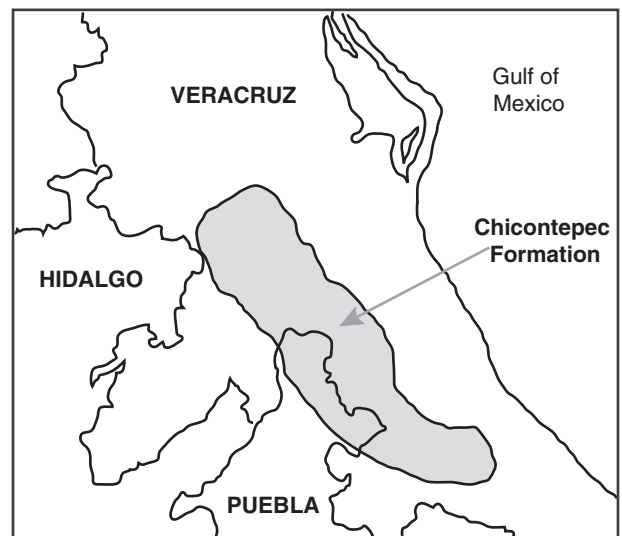 VERACRUZ
Gulf of
Mexico
Chicontepec
Formation
HIDALGO
PUEBLA